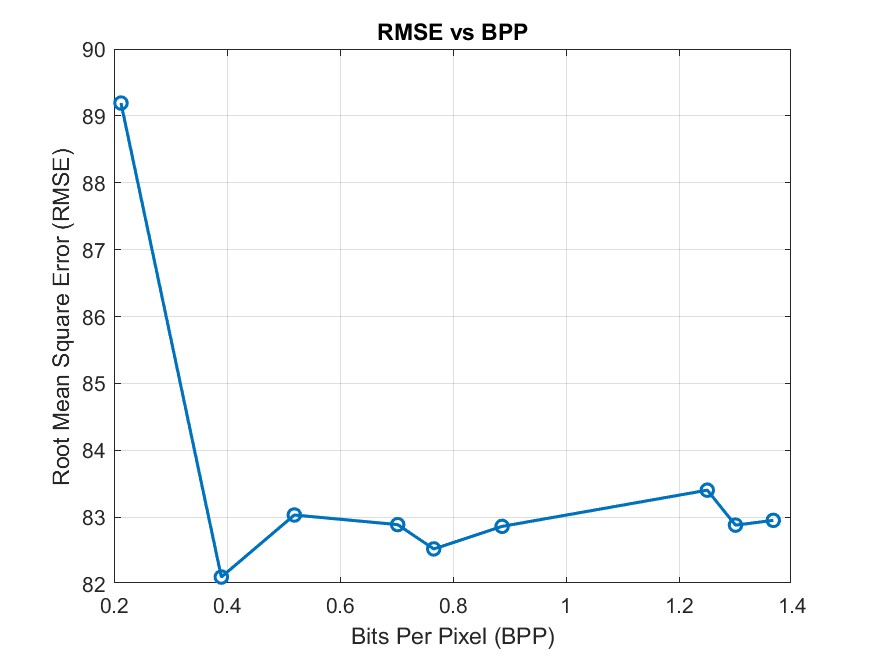 RMSE vs BPP
Root Mean Square Error (RMSE)
90
89
88
87
86
85
84
83
82
0.2 0.4 0.6 0.8 1 1.2 1.4
Bits Per Pixel (BPP)